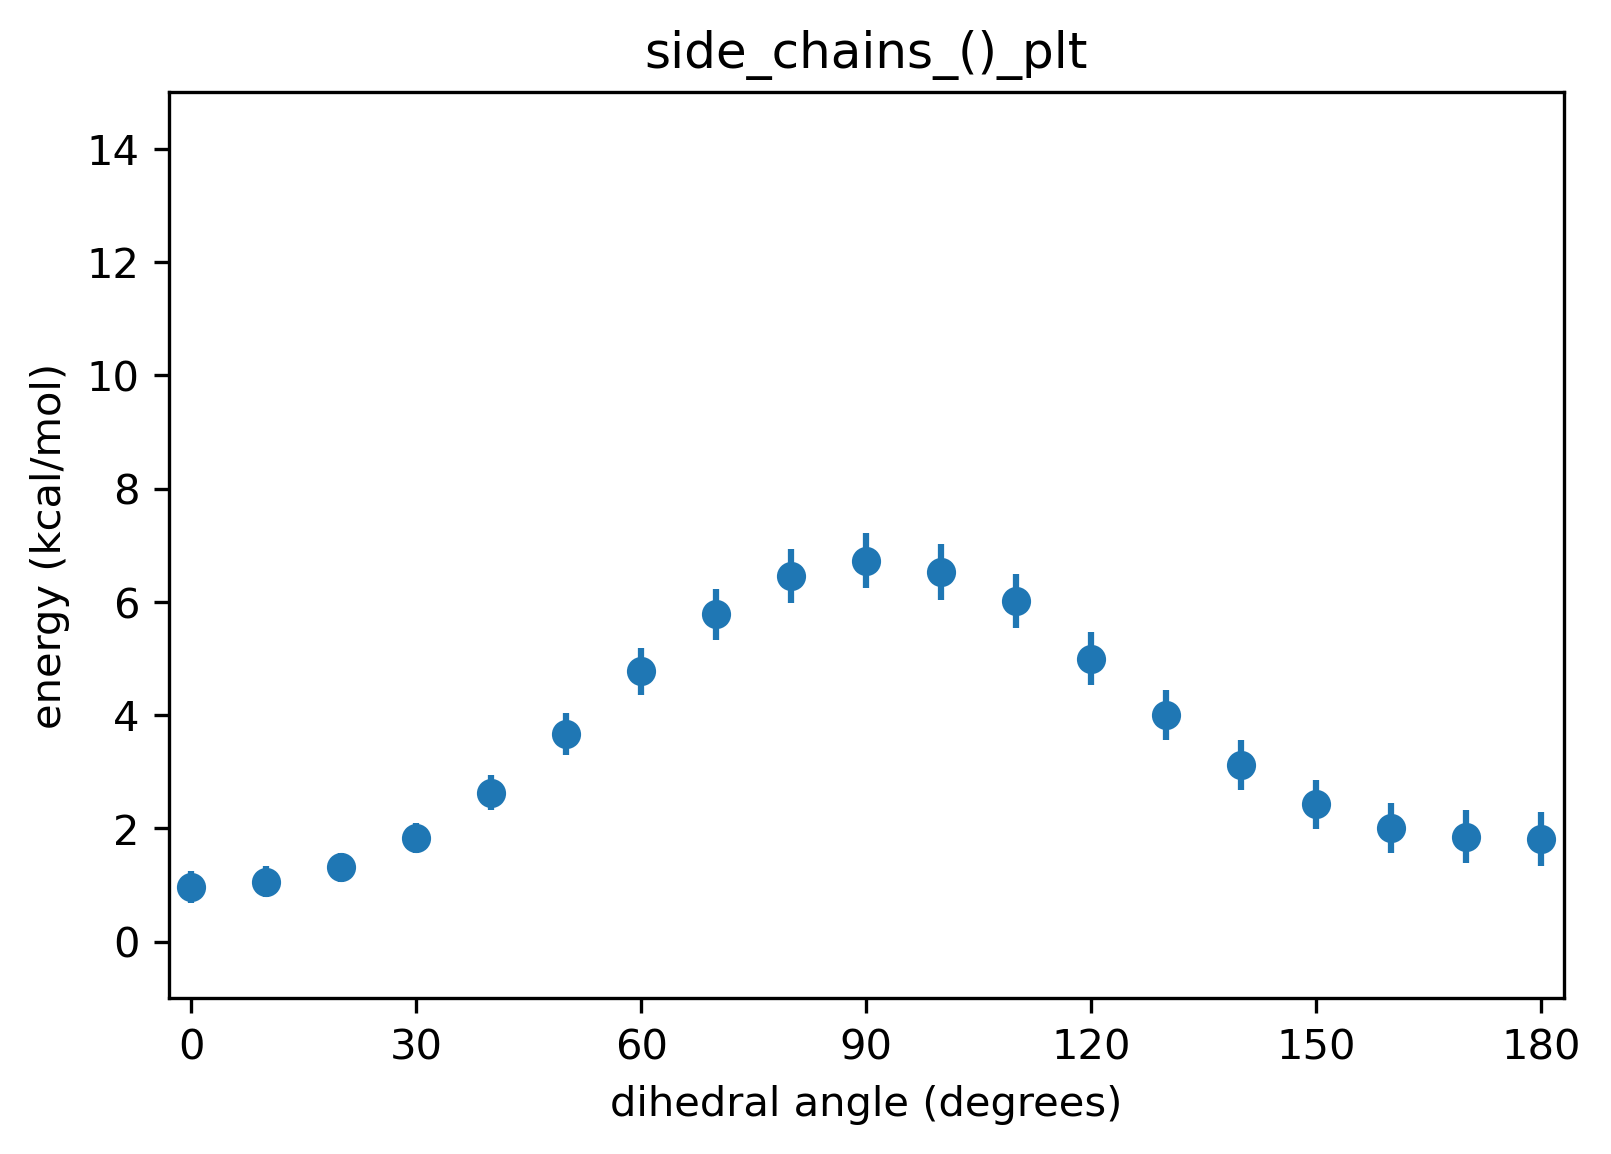 side_chains_()_plt
energy (kcal/mol)
14
12
10
8
6
4
2
0
0 30 60 90 120 150 180
dihedral angle (degrees)